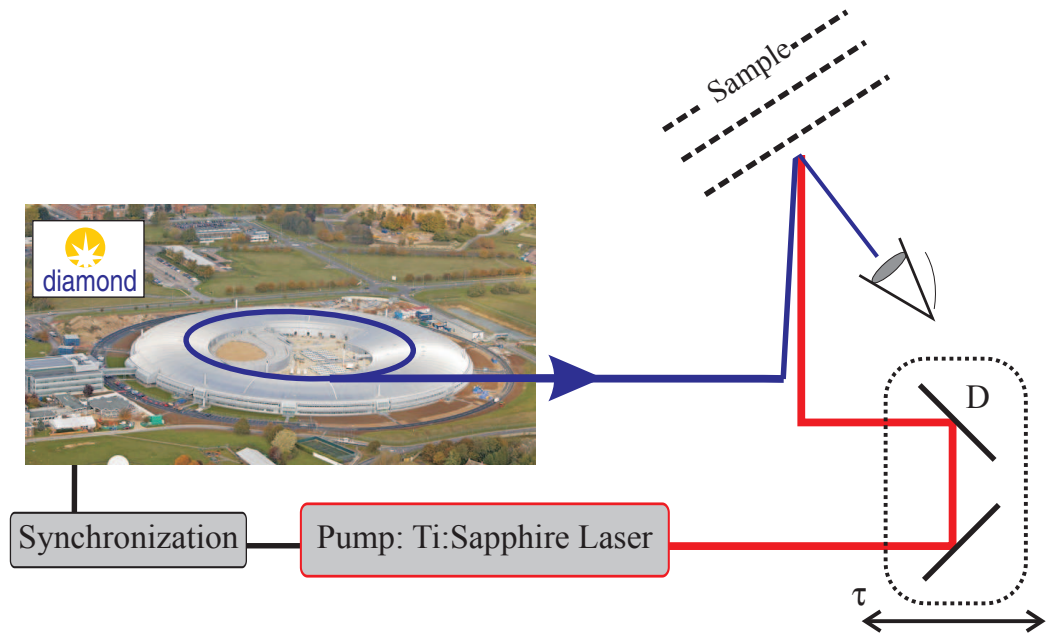 Sample
diamond
D
Synchronization
Pump: Ti:Sapphire Laser
τ